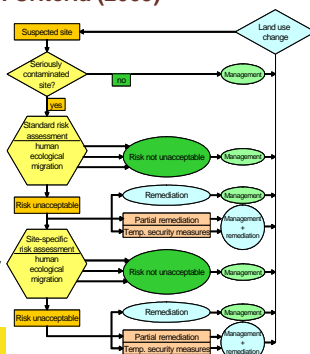 Criteria (2009)
Suspected site
Land use
change
Seriously
contaminated
site?
no
Management
yes
Standard risk
assessment
human
ecological
migration
Risk not unacceptable
Management
Risk unacceptable
Remediation
Management
Partial remediation
Temp. security measures
Management
+
remediation
Site-specific
risk assessment
human
ecological
migration
Risk not unacceptable
Management
Risk unacceptable
Remediation
Management
Partial remediation
Temp. security measures
Management
+
remediation